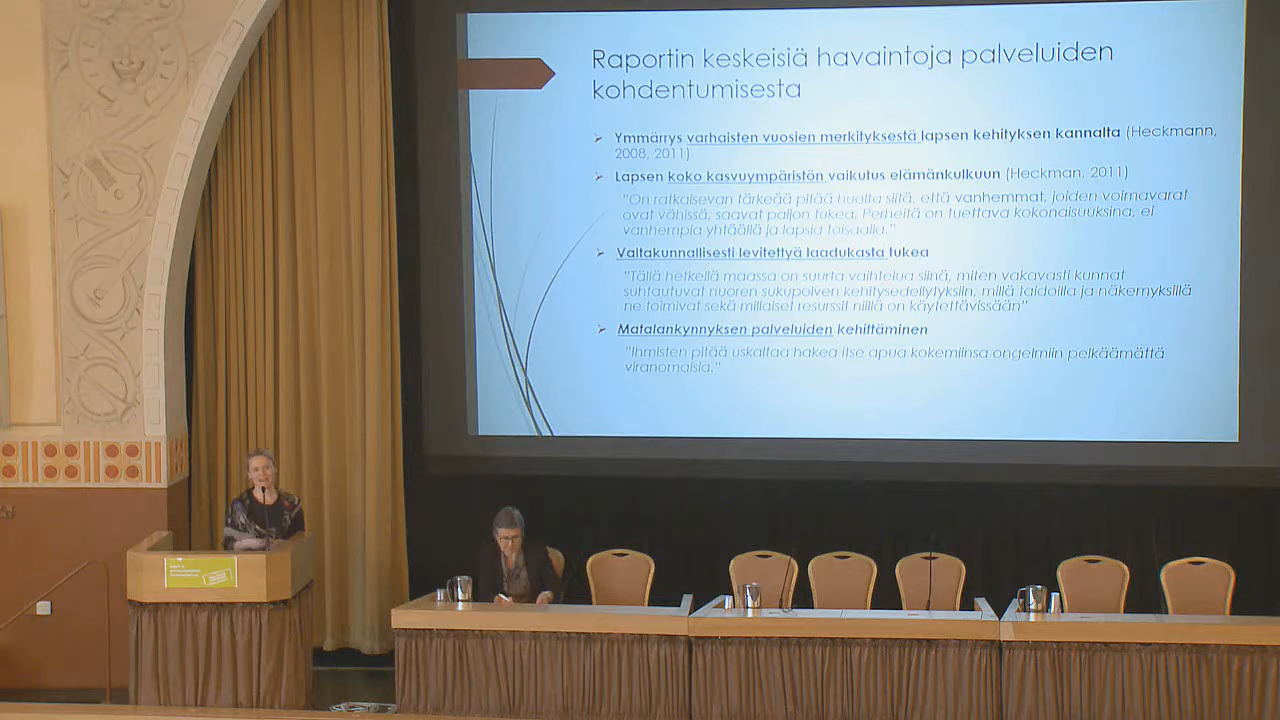 Raportin keskeisiä havaintoja palveluiden
kohdentumisesta
Ymmärrys varhaisten vuosien merkityksestä lapsen kehityksen kannalta (Heckmann,
2008, 2011)
Lapsen koko kasvuympäristön vaikutus elämänkulkuun (Heckman, 2011)
"On ratkaisevan tärkeää pitää huolta siitä, että vanhemmat, joiden voimavarat
ovat vähissä, saavat paljon tukea. Perheitä on tuettava kokonaisuuksina, ei
vanhempia yhtäällä ja lapsia toisaalla."
Valtakunnallisesti levitettyä laadukasta tukea
"Tällä hetkellä maassa on suurta vaihtelua siinä, miten vakavasti kunnat
suhtautuvat nuoren sukupolven kehitysedellytyksiin, millä taidoilla ja näkemyksillä
ne toimivat sekä millaiset resurssit niillä on käytettävissään"
Matalankynnyksen palveluiden kehittäminen
"Ihmisten pitää uskaltaa hakea itse apua kokemiinsa ongelmiin pelkäämättä
viranomaisia."